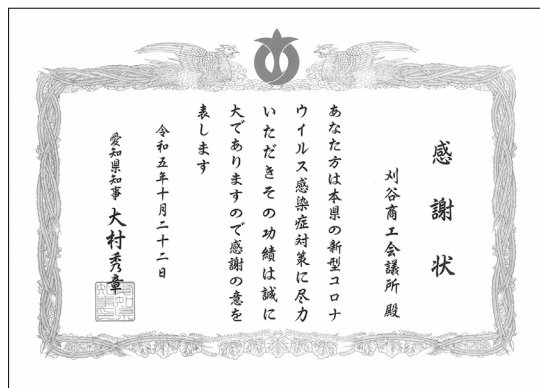 感謝状
刈谷商工会議所 殿
あなた方は本県の新型コロナ
ウイルス感染症対策に尽力
いただきその功績は誠に
大でありますので感謝の意を
表します
令和五年十月二十二日
愛知県知事 大村秀章